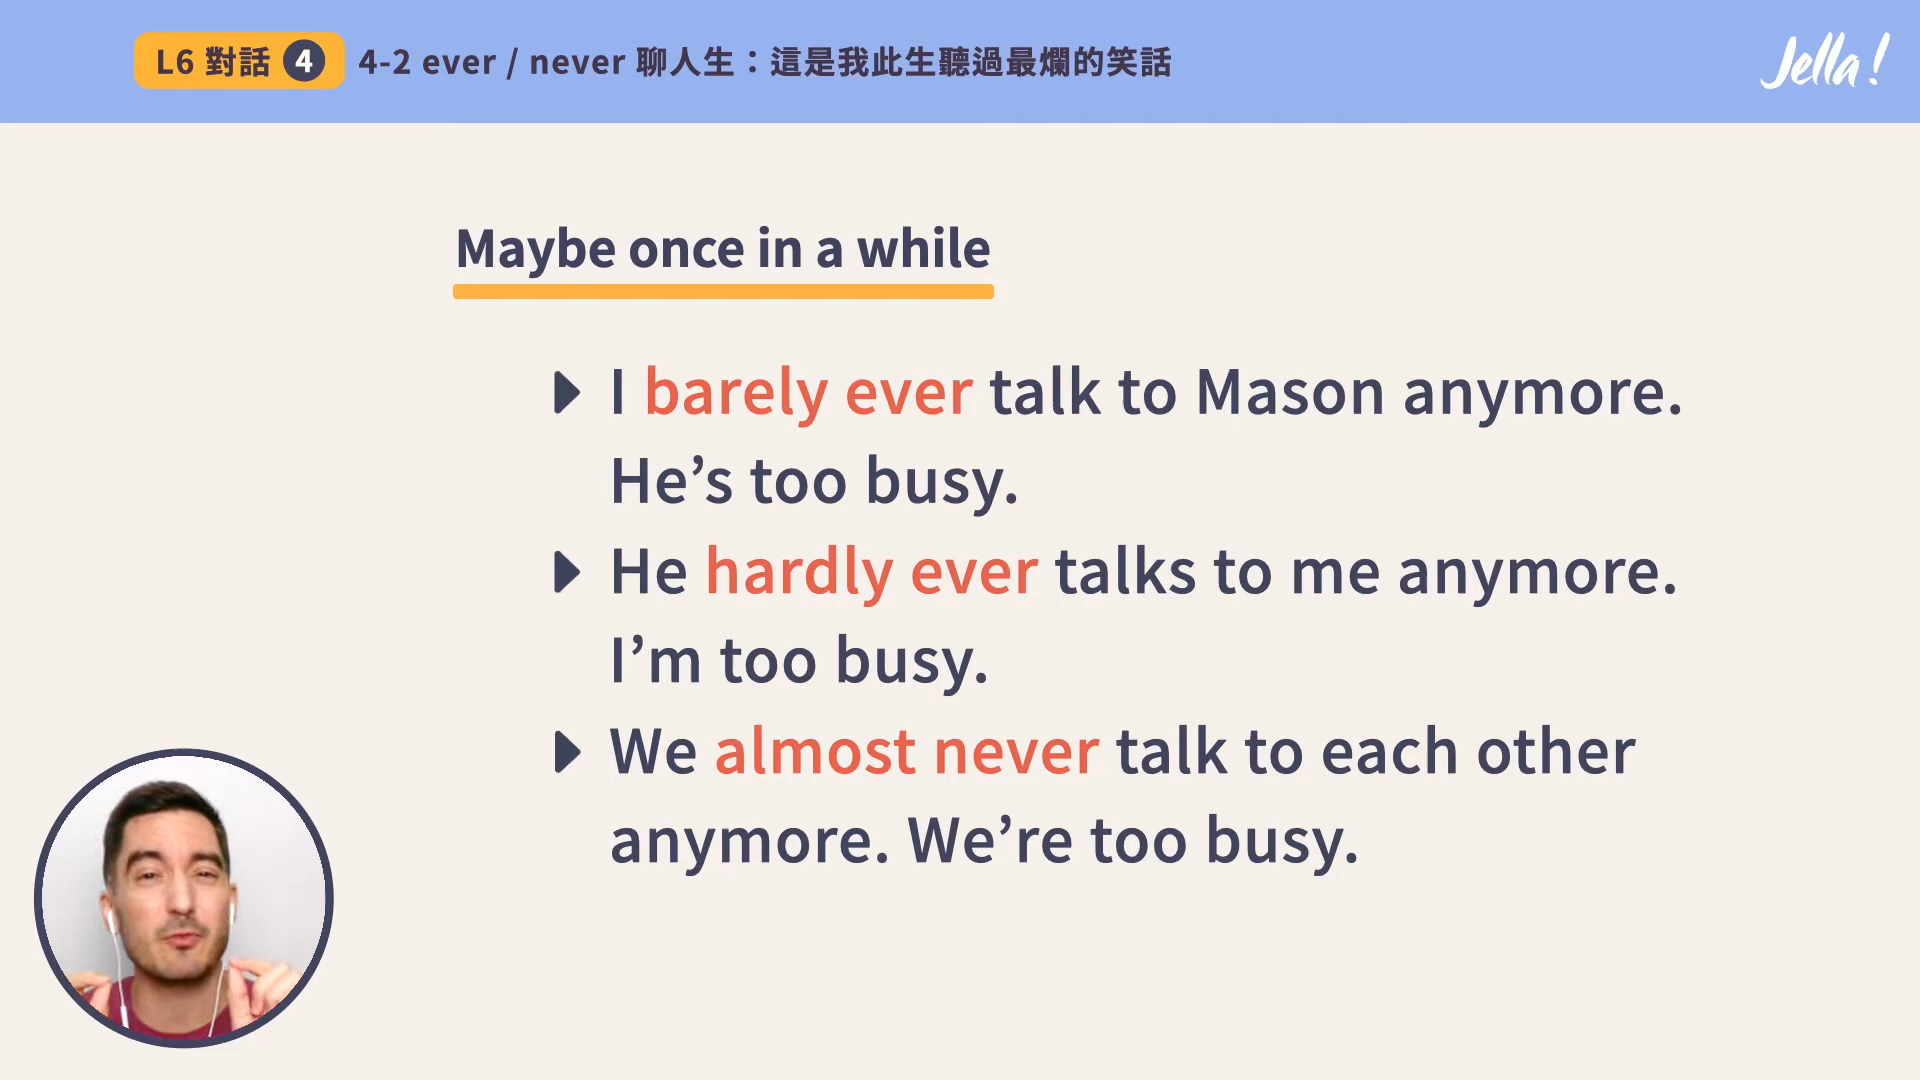 L6 對話 4 4-2 ever / never 聊人生：這是我此生聽過最爛的笑話
Jella!
Maybe once in a while
I barely ever talk to Mason anymore.
He’s too busy.
He hardly ever talks to me anymore.
I’m too busy.
We almost never talk to each other
anymore. We’re too busy.